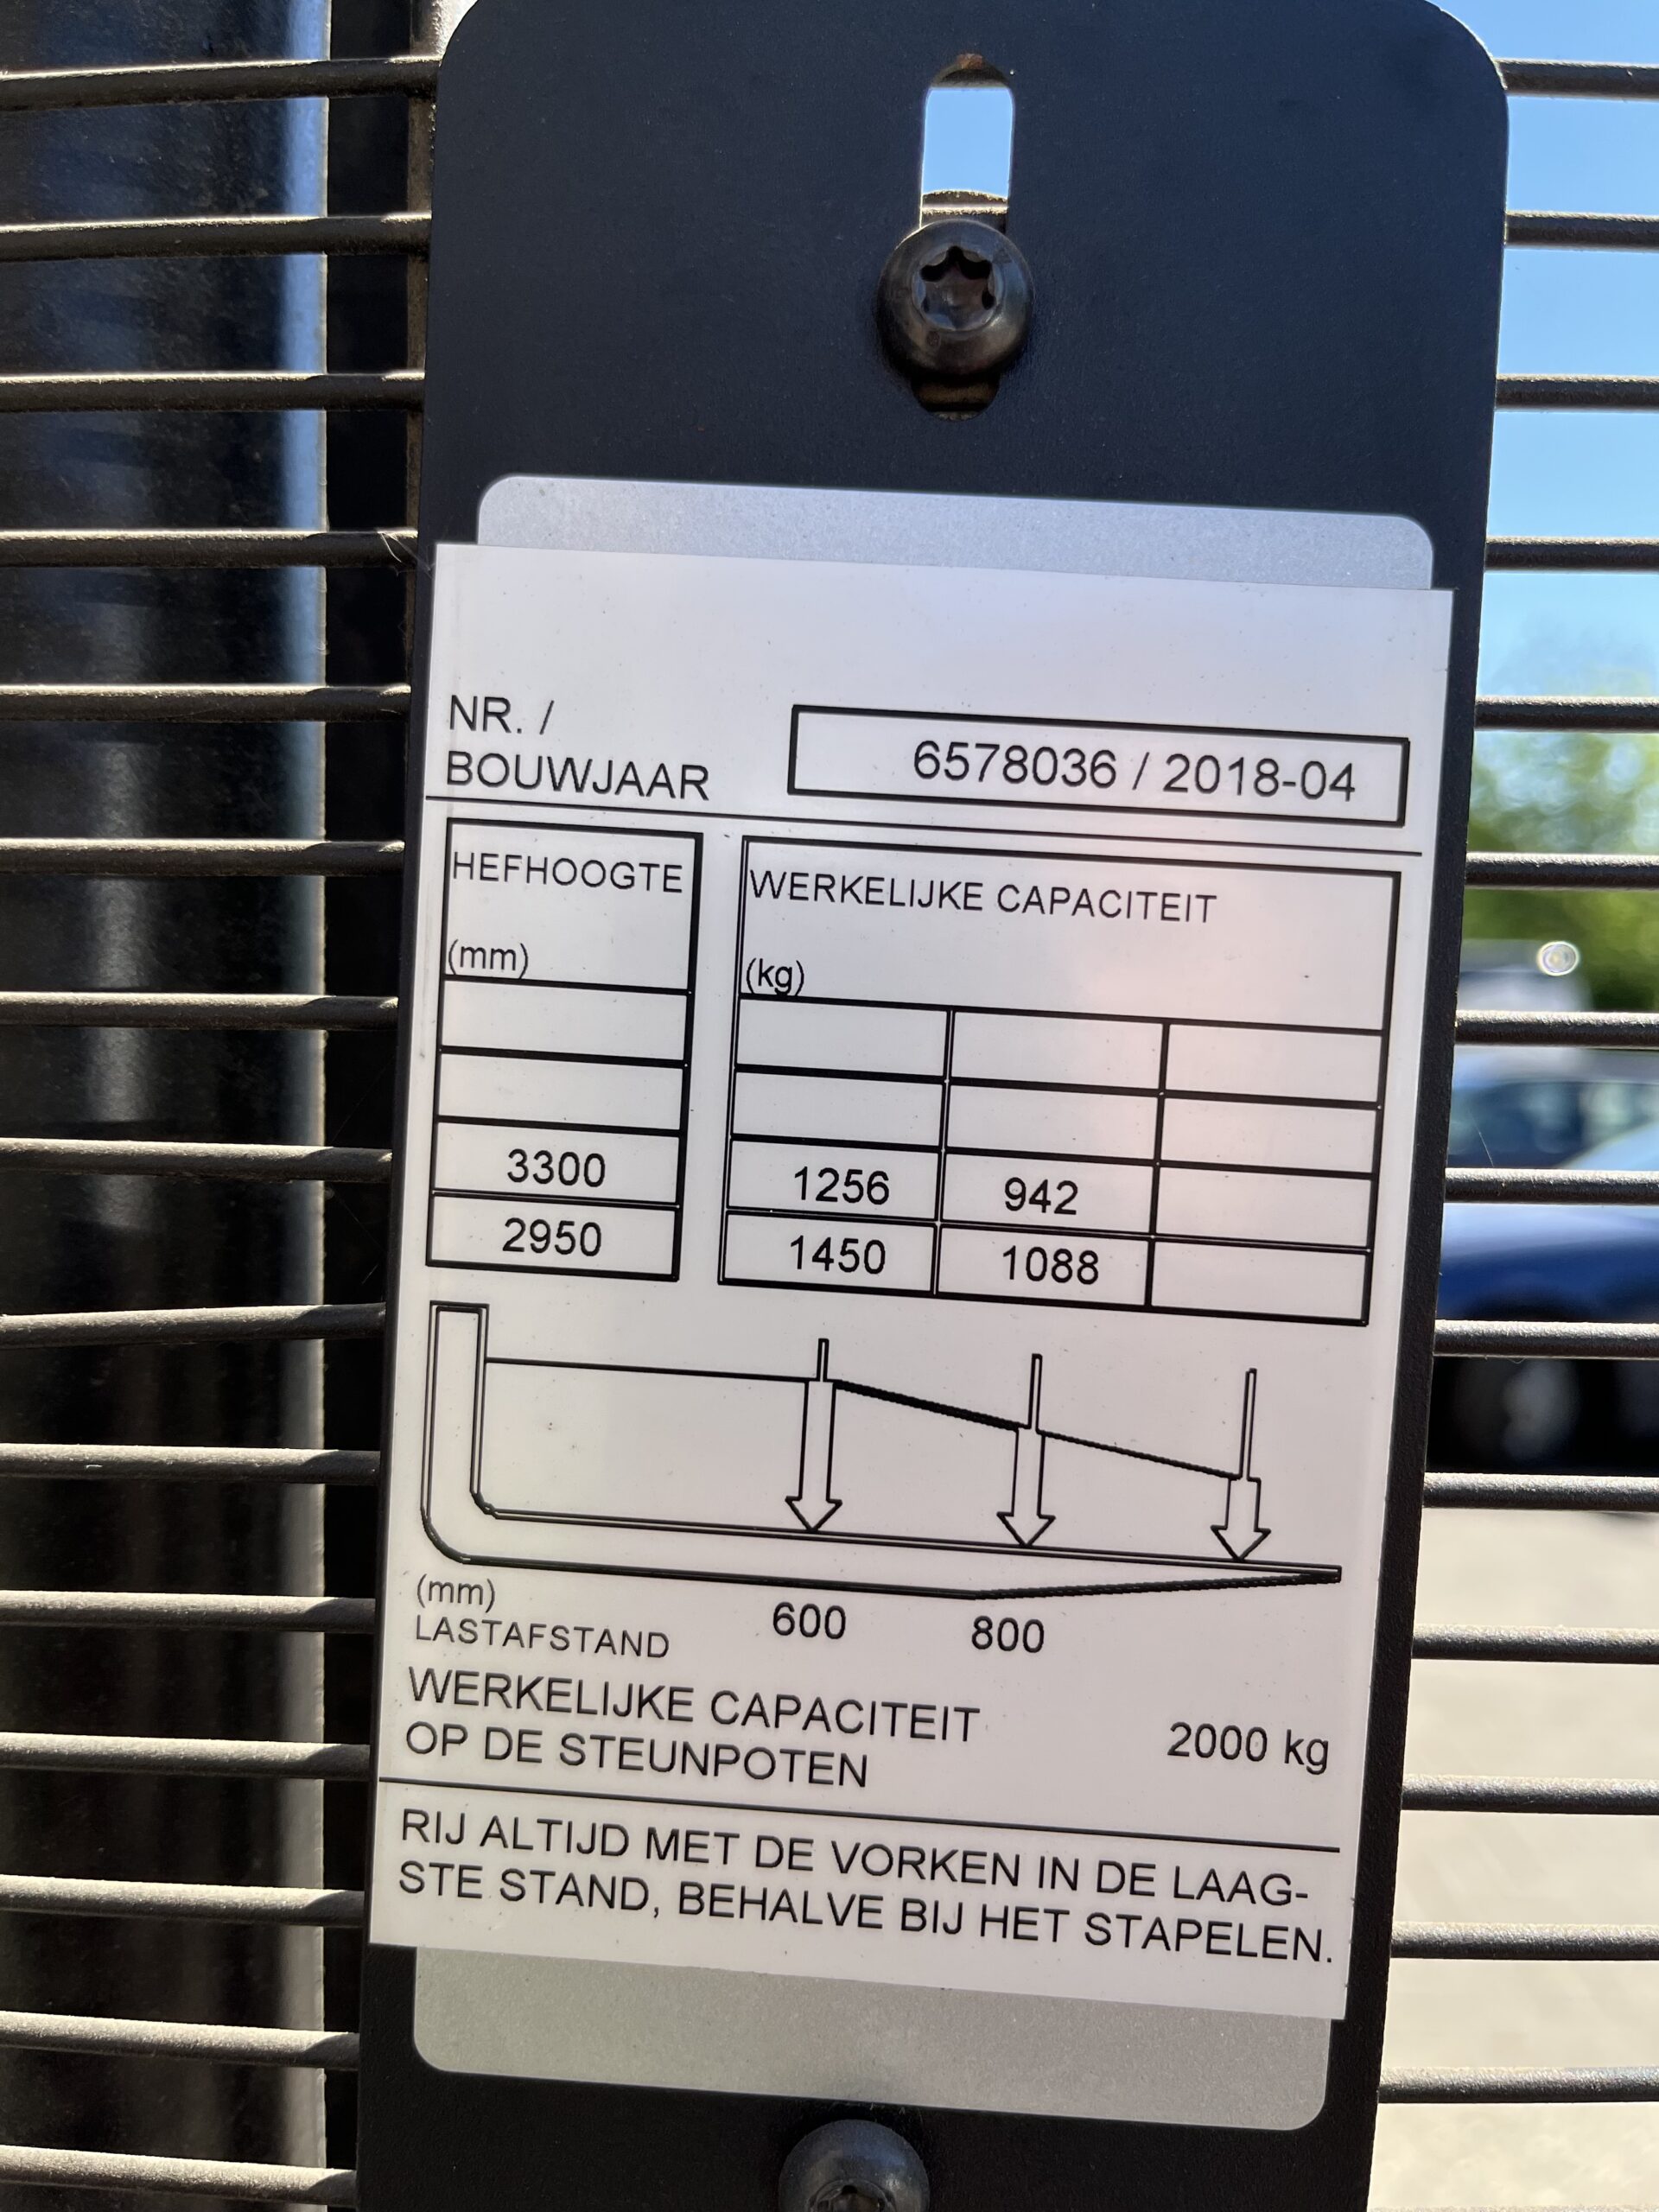 NR. /
BOUWJAAR
6578036 / 2018-04
HEFHOOGTE
(mm)
WERKELIJKE CAPACITEIT
(kg)
3300 1256 942
2950 1450 1088
(mm)
LASTAFSTAND
600 800
WERKELIJKE CAPACITEIT
OP DE STEUNPOTEN
2000 kg
RIJ ALTIJD MET DE VORKEN IN DE LAAG-
STE STAND, BEHALVE BIJ HET STAPELEN.